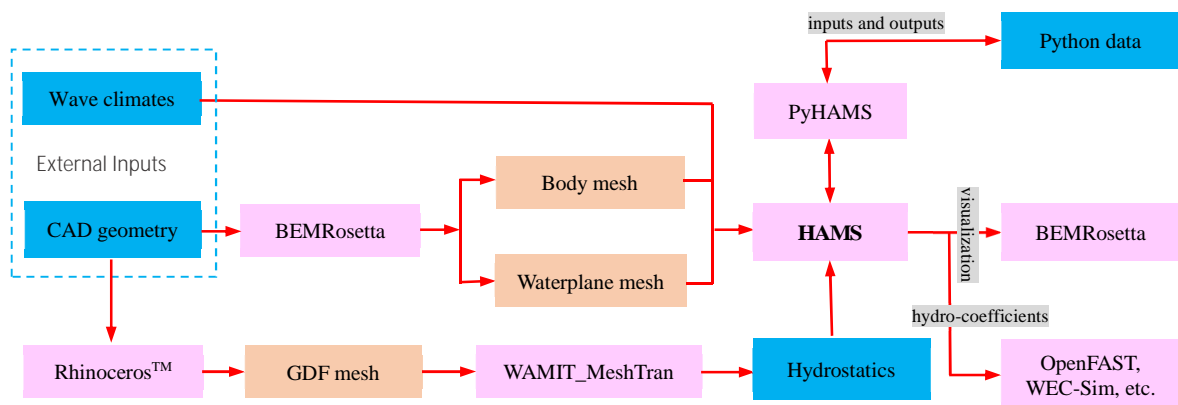 inputs and outputs
Python data
Wave climates
PyHAMS
External Inputs
Body mesh
CAD geometry
BEMRosetta
HAMS
visualization
BEMRosetta
Waterplane mesh
hydro-coefficients
Rhinoceros™
GDF mesh
WAMIT_MeshTran
Hydrostatics
OpenFAST,
WEC-Sim, etc.